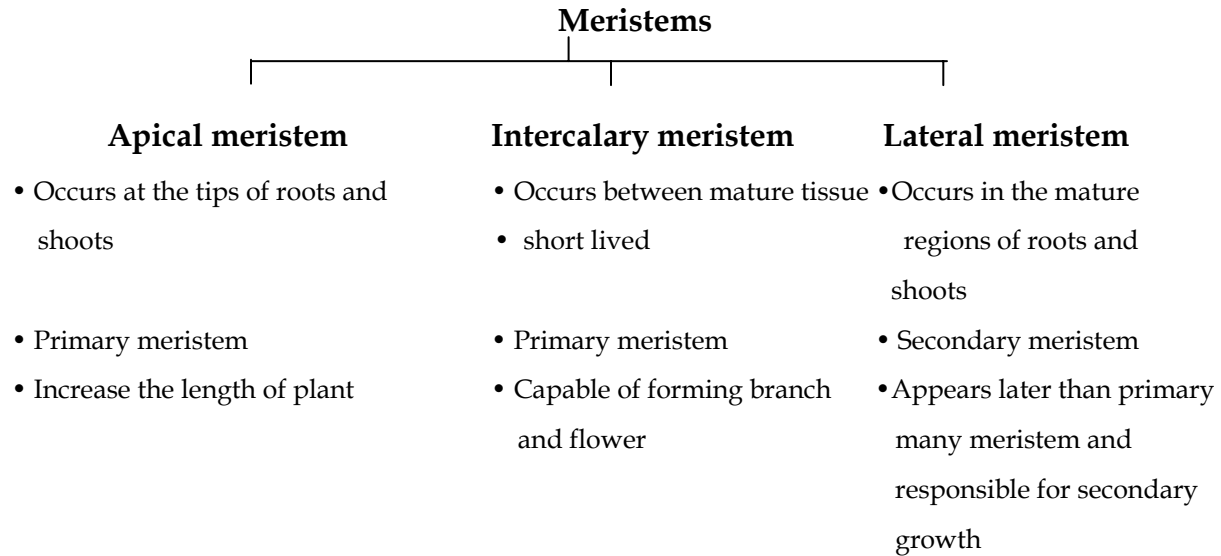 Meristems
Apical meristem
• Occurs at the tips of roots and
shoots
• Primary meristem
• Increase the length of plant
Intercalary meristem
• Occurs between mature tissue
• short lived
• Primary meristem
• Capable of forming branch
and flower
Lateral meristem
•Occurs in the mature
regions of roots and
shoots
• Secondary meristem
•Appears later than primary
many meristem and
responsible for secondary
growth